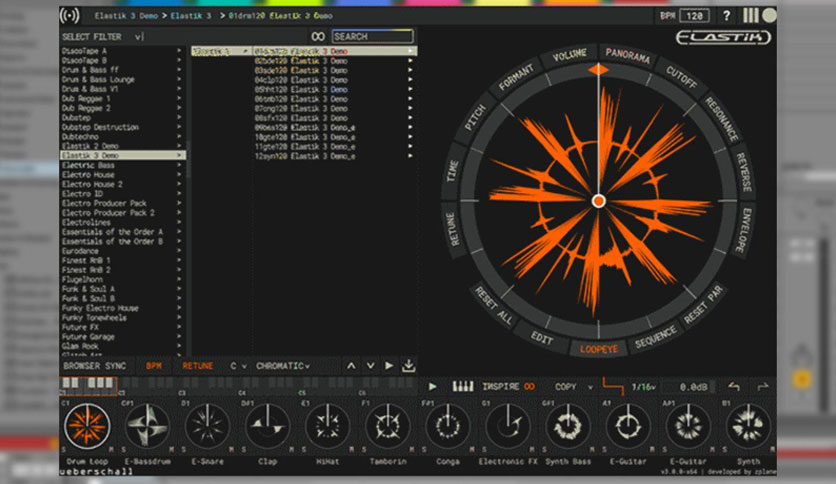 Elastik 3 Demo > Elastik 3 > 01drm120 Elastik 3 Demo
BPM 120 ?
SELECT FILTER
SEARCH
ELASTIK
DiscoTape A
DiscoTape B
Drum & Bass ff
Drum & Bass Lounge
Drum & Bass V1
Dub Reggae 1
Dub Reggae 2
Dubstep
Dubstep Destruction
Dubtechno
Elastik 2 Demo
Elastik 3 Demo
Electric Bass
Electro House
Electro House 2
Electro ID
Electro Producer Pack
Electro Producer Pack 2
Electrolines
Essentials of the Order A
Essentials of the Order B
Eurodance
Finest RnB 1
Finest RnB 2
Flugelhorn
Funk & Soul A
Funk & Soul B
Funky Electro House
Funky Tonewheels
Future FX
Future Garage
Glam Rock
Elastik 3
01drm120 Elastik 3 Demo
02bde120 Elastik 3 Demo
03sde120 Elastik 3 Demo
04clp120 Elastik 3 Demo
05hht120 Elastik 3 Demo
06tmb120 Elastik 3 Demo
07cng120 Elastik 3 Demo
08sfx120 Elastik 3 Demo
09bms120 Elastik 3 Demo_e
10gte120 Elastik 3 Demo_e
11gte120 Elastik 3 Demo_e
12syn120 Elastik 3 Demo_e
RETUNE
TIME
PITCH
FORMANT
VOLUME
PANORAMA
CUTOFF
RESONANCE
REVERSE
ENVELOPE
RESET ALL
EDIT
LOOPEYE
SEQUENCE
RESET PAR
BROWSER SYNC BPM RETUNE C CHROMATIC
INSPIRE COPY 1/16 0.0dB
C1 C2 C3 C4 C5
C1 C#1 D1 D#1 E1 F1 F#1 G1 G#1 A1 A#1 B1
S M S M S M S M S M S M S M S M S M S M S M S M
Drum Loop E-Bassdrum E-Snare Clap HiHat Tamborin Conga Electronic FX Synth Bass E-Guitar E-Guitar Synth
ueberschall
v3.0.0-x64 | developed by zplane